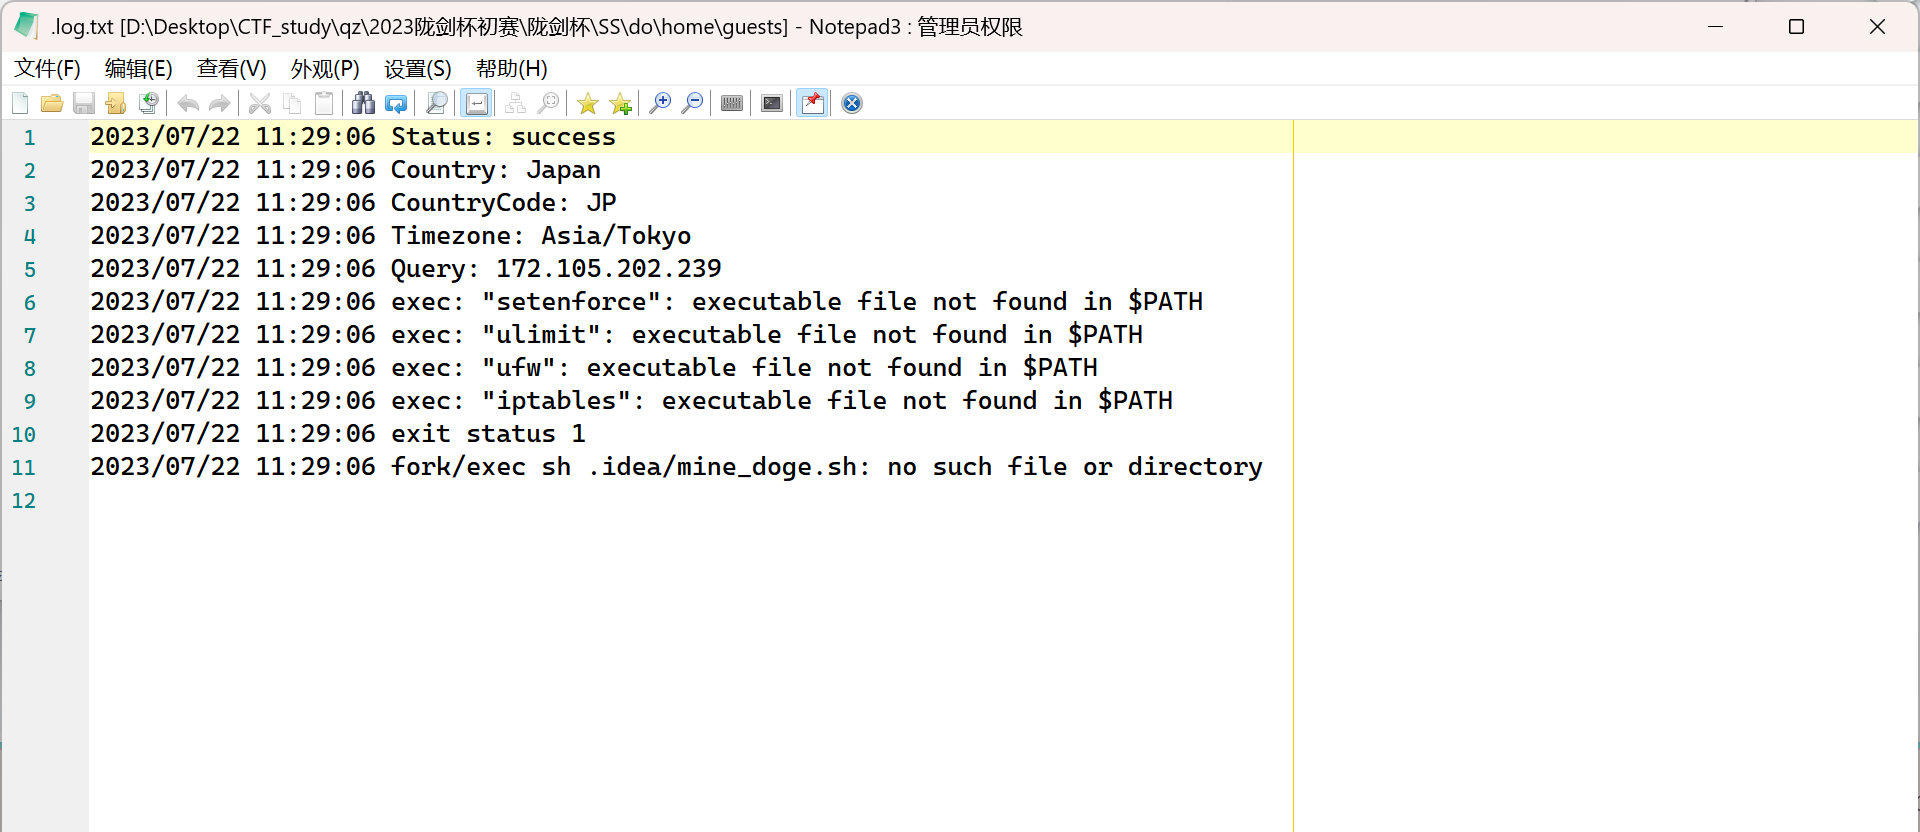 .log.txt [D:\Desktop\CTF_study\qz\2023陇剑杯初赛\陇剑杯\SS\do\home\guests] - Notepad3 : 管理员权限
文件(F) 编辑(E) 查看(V) 外观(P) 设置(S) 帮助(H)
1 2023/07/22 11:29:06 Status: success
2 2023/07/22 11:29:06 Country: Japan
3 2023/07/22 11:29:06 CountryCode: JP
4 2023/07/22 11:29:06 Timezone: Asia/Tokyo
5 2023/07/22 11:29:06 Query: 172.105.202.239
6 2023/07/22 11:29:06 exec: "setenforce": executable file not found in $PATH
7 2023/07/22 11:29:06 exec: "ulimit": executable file not found in $PATH
8 2023/07/22 11:29:06 exec: "ufw": executable file not found in $PATH
9 2023/07/22 11:29:06 exec: "iptables": executable file not found in $PATH
10 2023/07/22 11:29:06 exit status 1
11 2023/07/22 11:29:06 fork/exec sh .idea/mine_doge.sh: no such file or directory
12